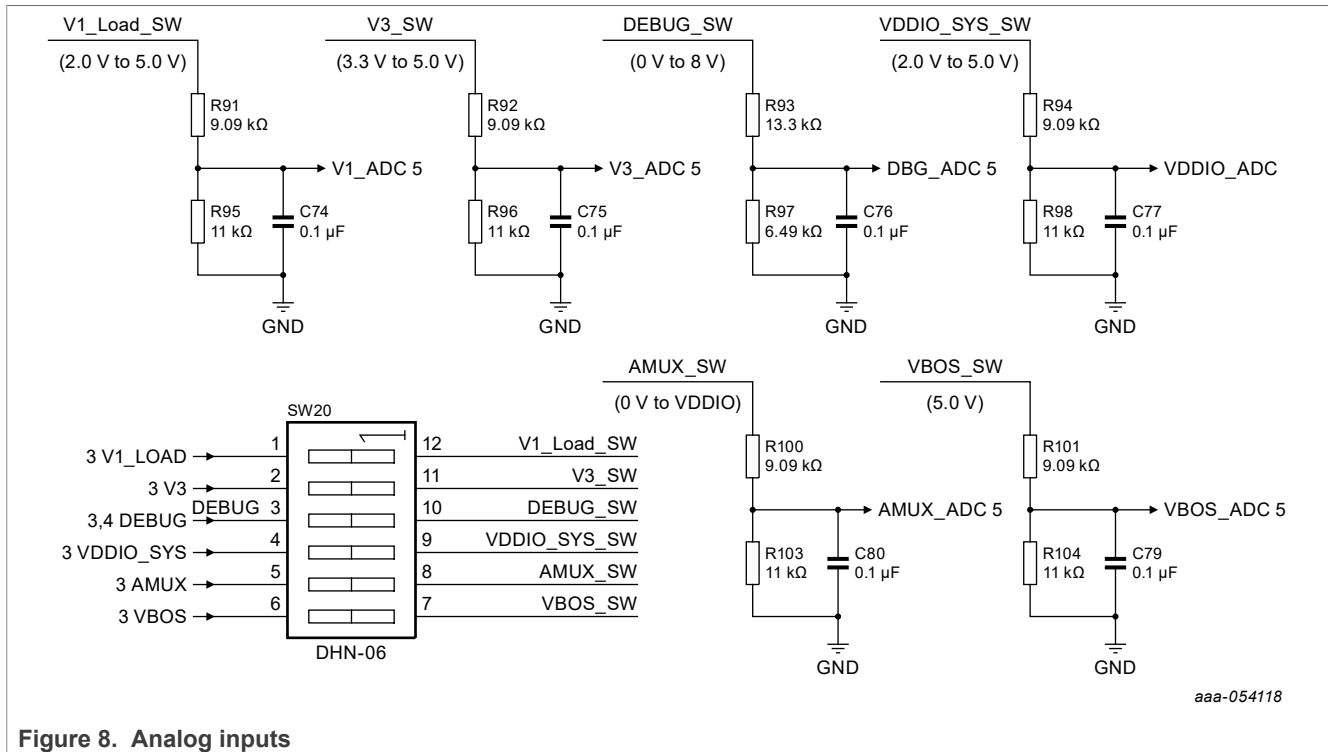 V1_Load_SW
(2.0 V to 5.0 V)
R91
9.09 kΩ
V1_ADC 5
R95
11 kΩ
C74
0.1 µF
GND
V3_SW
(3.3 V to 5.0 V)
R92
9.09 kΩ
V3_ADC 5
R96
11 kΩ
C75
0.1 µF
GND
DEBUG_SW
(0 V to 8 V)
R93
13.3 kΩ
DBG_ADC 5
R97
6.49 kΩ
C76
0.1 µF
GND
VDDIO_SYS_SW
(2.0 V to 5.0 V)
R94
9.09 kΩ
VDDIO_ADC
R98
11 kΩ
C77
0.1 µF
GND
SW20
3 V1_LOAD 1 12 V1_Load_SW
3 V3 2 11 V3_SW
3,4 DEBUG DEBUG 3 10 DEBUG_SW
3 VDDIO_SYS 4 9 VDDIO_SYS_SW
3 AMUX 5 8 AMUX_SW
3 VBOS 6 7 VBOS_SW
DHN-06
AMUX_SW
(0 V to VDDIO)
R100
9.09 kΩ
AMUX_ADC 5
R103
11 kΩ
C80
0.1 µF
GND
VBOS_SW
(5.0 V)
R101
9.09 kΩ
VBOS_ADC 5
R104
11 kΩ
C79
0.1 µF
GND
aaa-054118
Figure 8. Analog inputs